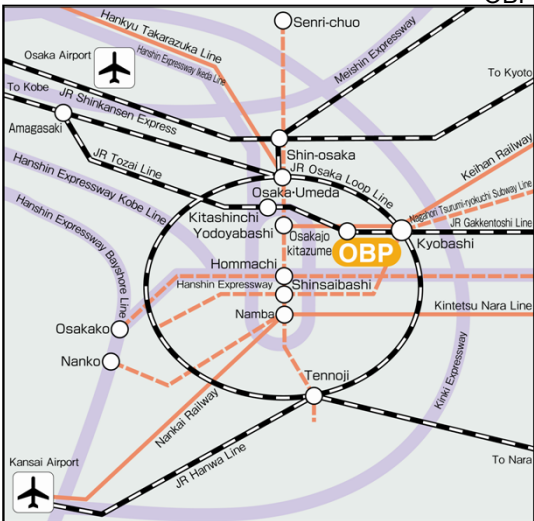 OBP
Hankyu Takarazuka Line
Senri-chuo
Osaka Airport
Hanshin Expressway Ikeda Line
Meishin Expressway
To Kobe
JR Shinkansen Express
To Kyoto
Amagasaki
JR Tozai Line
Shin-osaka
JR Osaka Loop Line
Keihan Railway
Hanshin Expressway Kobe Line
Osaka-Umeda
Nagahori Tsurumi-ryokuchi Subway Line
Kitashinchi
JR Gakkentoshi Line
Yodoyabashi
Osakajo
kitazume
Kyobashi
OBP
Hanshin Expressway Bayshore Line
Hommachi
Hanshin Expressway
Shinsaibashi
Namba
Kintetsu Nara Line
Osakako
Nanko
Kinki Expressway
Tennoji
Nankai Railway
Kansai Airport
JR Hanwa Line
To Nara